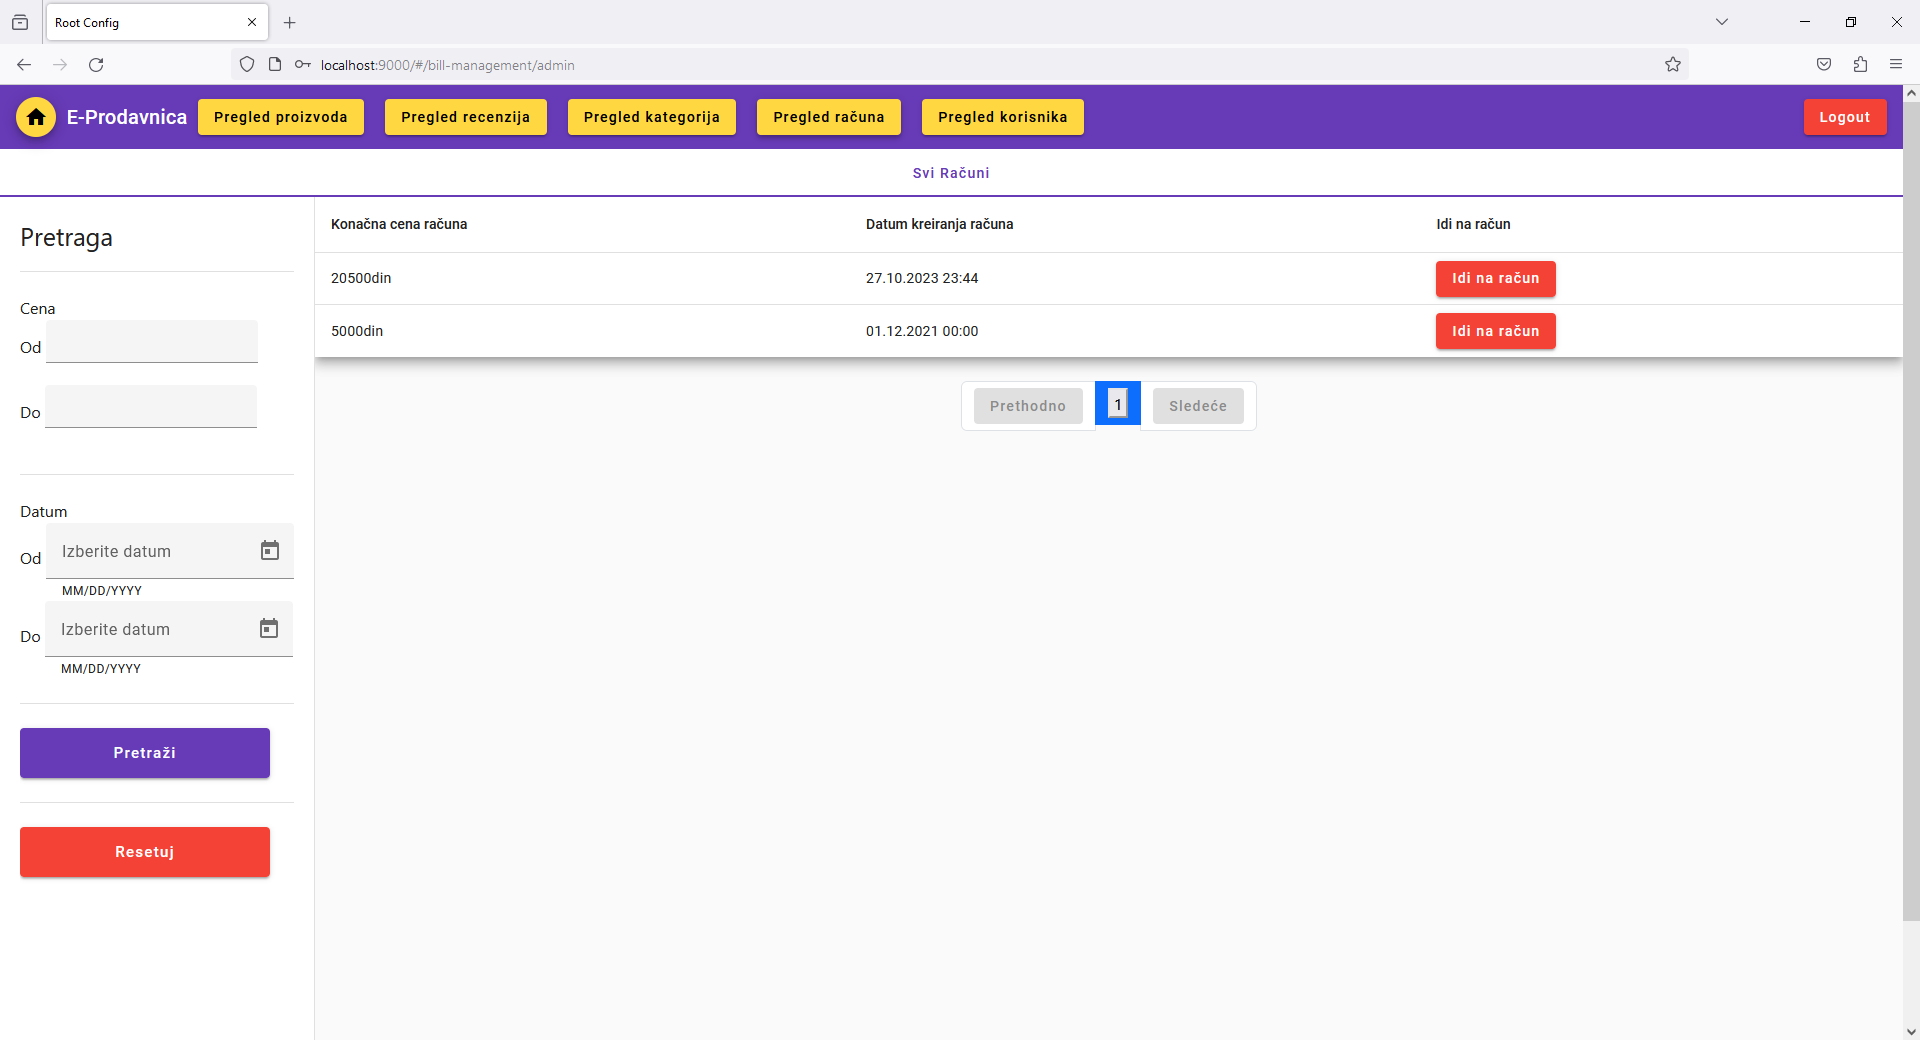 Root Config
localhost:9000/#/bill-management/admin
E-Prodavnica Pregled proizvoda Pregled recenzija Pregled kategorija Pregled računa Pregled korisnika Logout
Svi Računi
Pretraga
Cena
Od
Do
Datum
Od Izberite datum
MM/DD/YYYY
Do Izberite datum
MM/DD/YYYY
Pretraži
Resetuj
Konačna cena računa Datum kreiranja računa Idi na račun
20500din 27.10.2023 23:44 Idi na račun
5000din 01.12.2021 00:00 Idi na račun
Prethodno 1 Sledeće